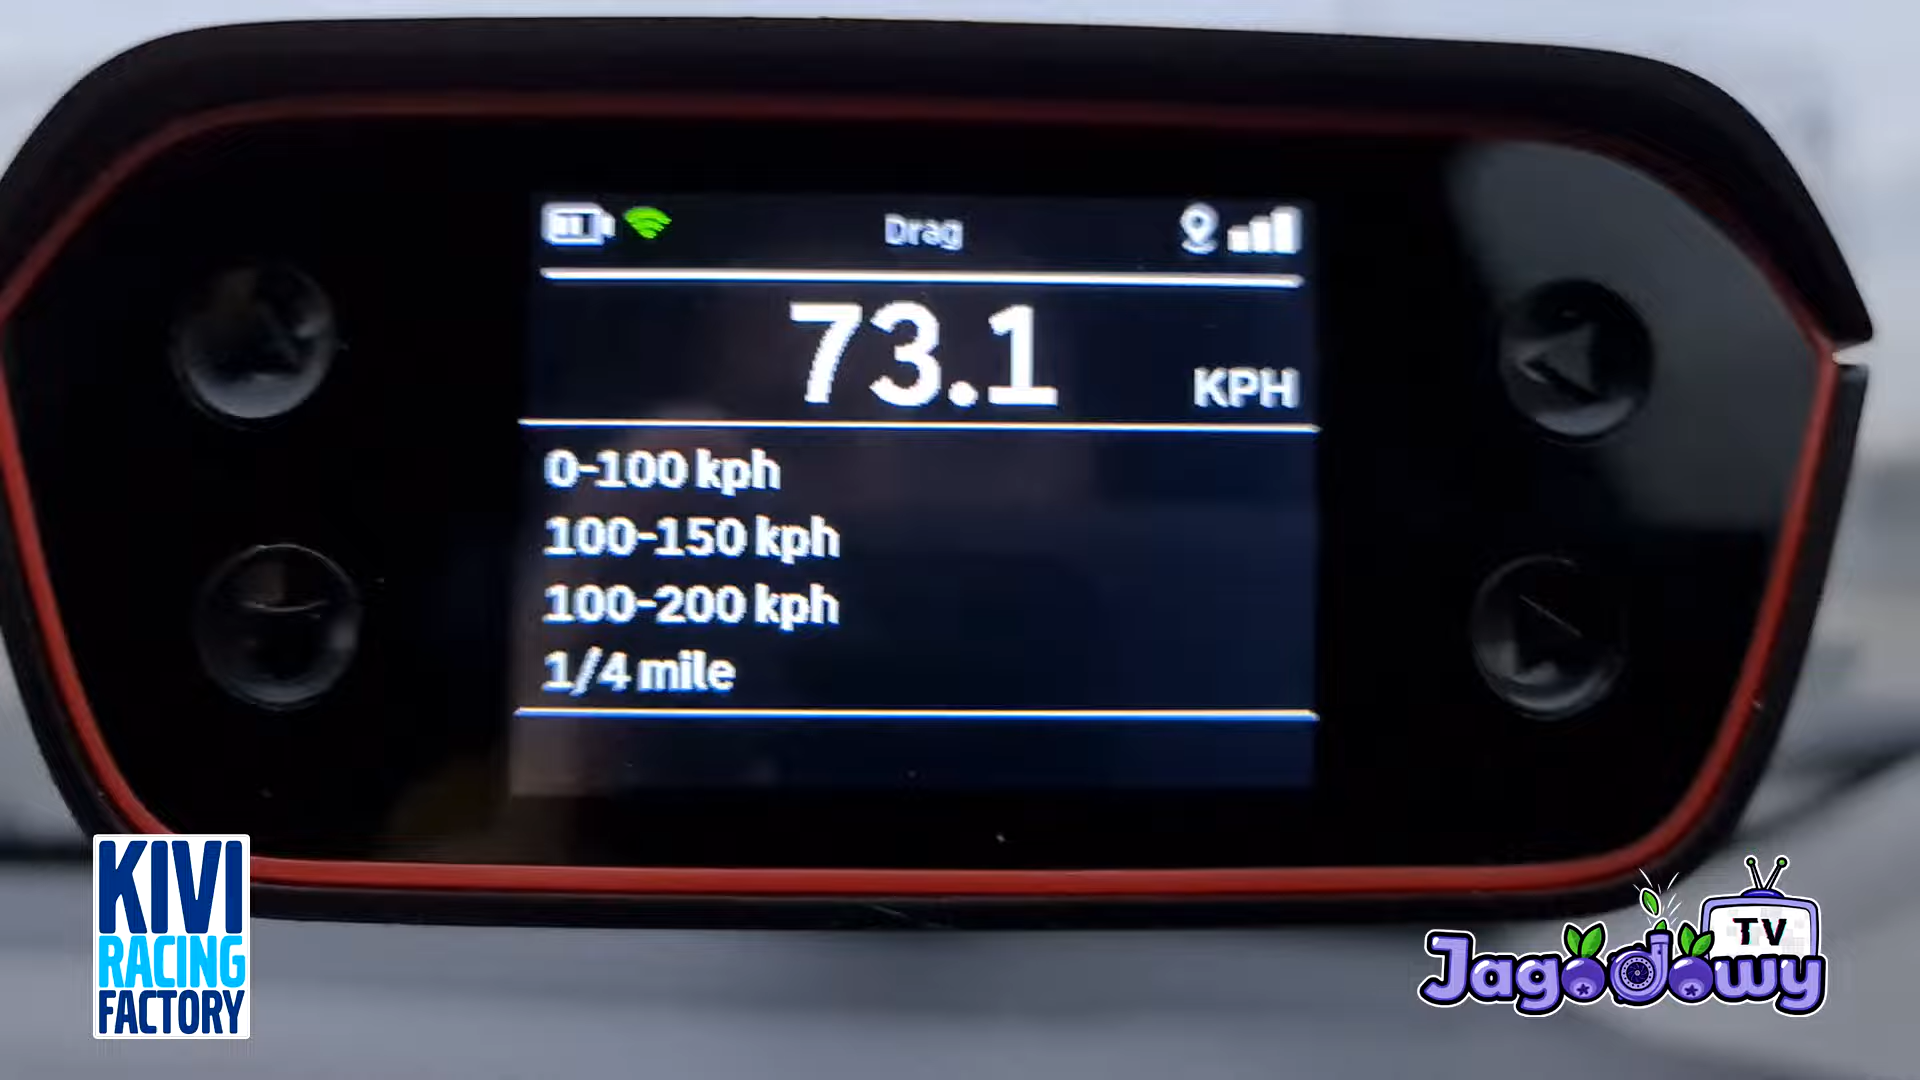 Drag
73.1 KPH
0-100 kph
100-150 kph
100-200 kph
1/4 mile
KIVI
RACING
FACTORY
TV
Jagodowy